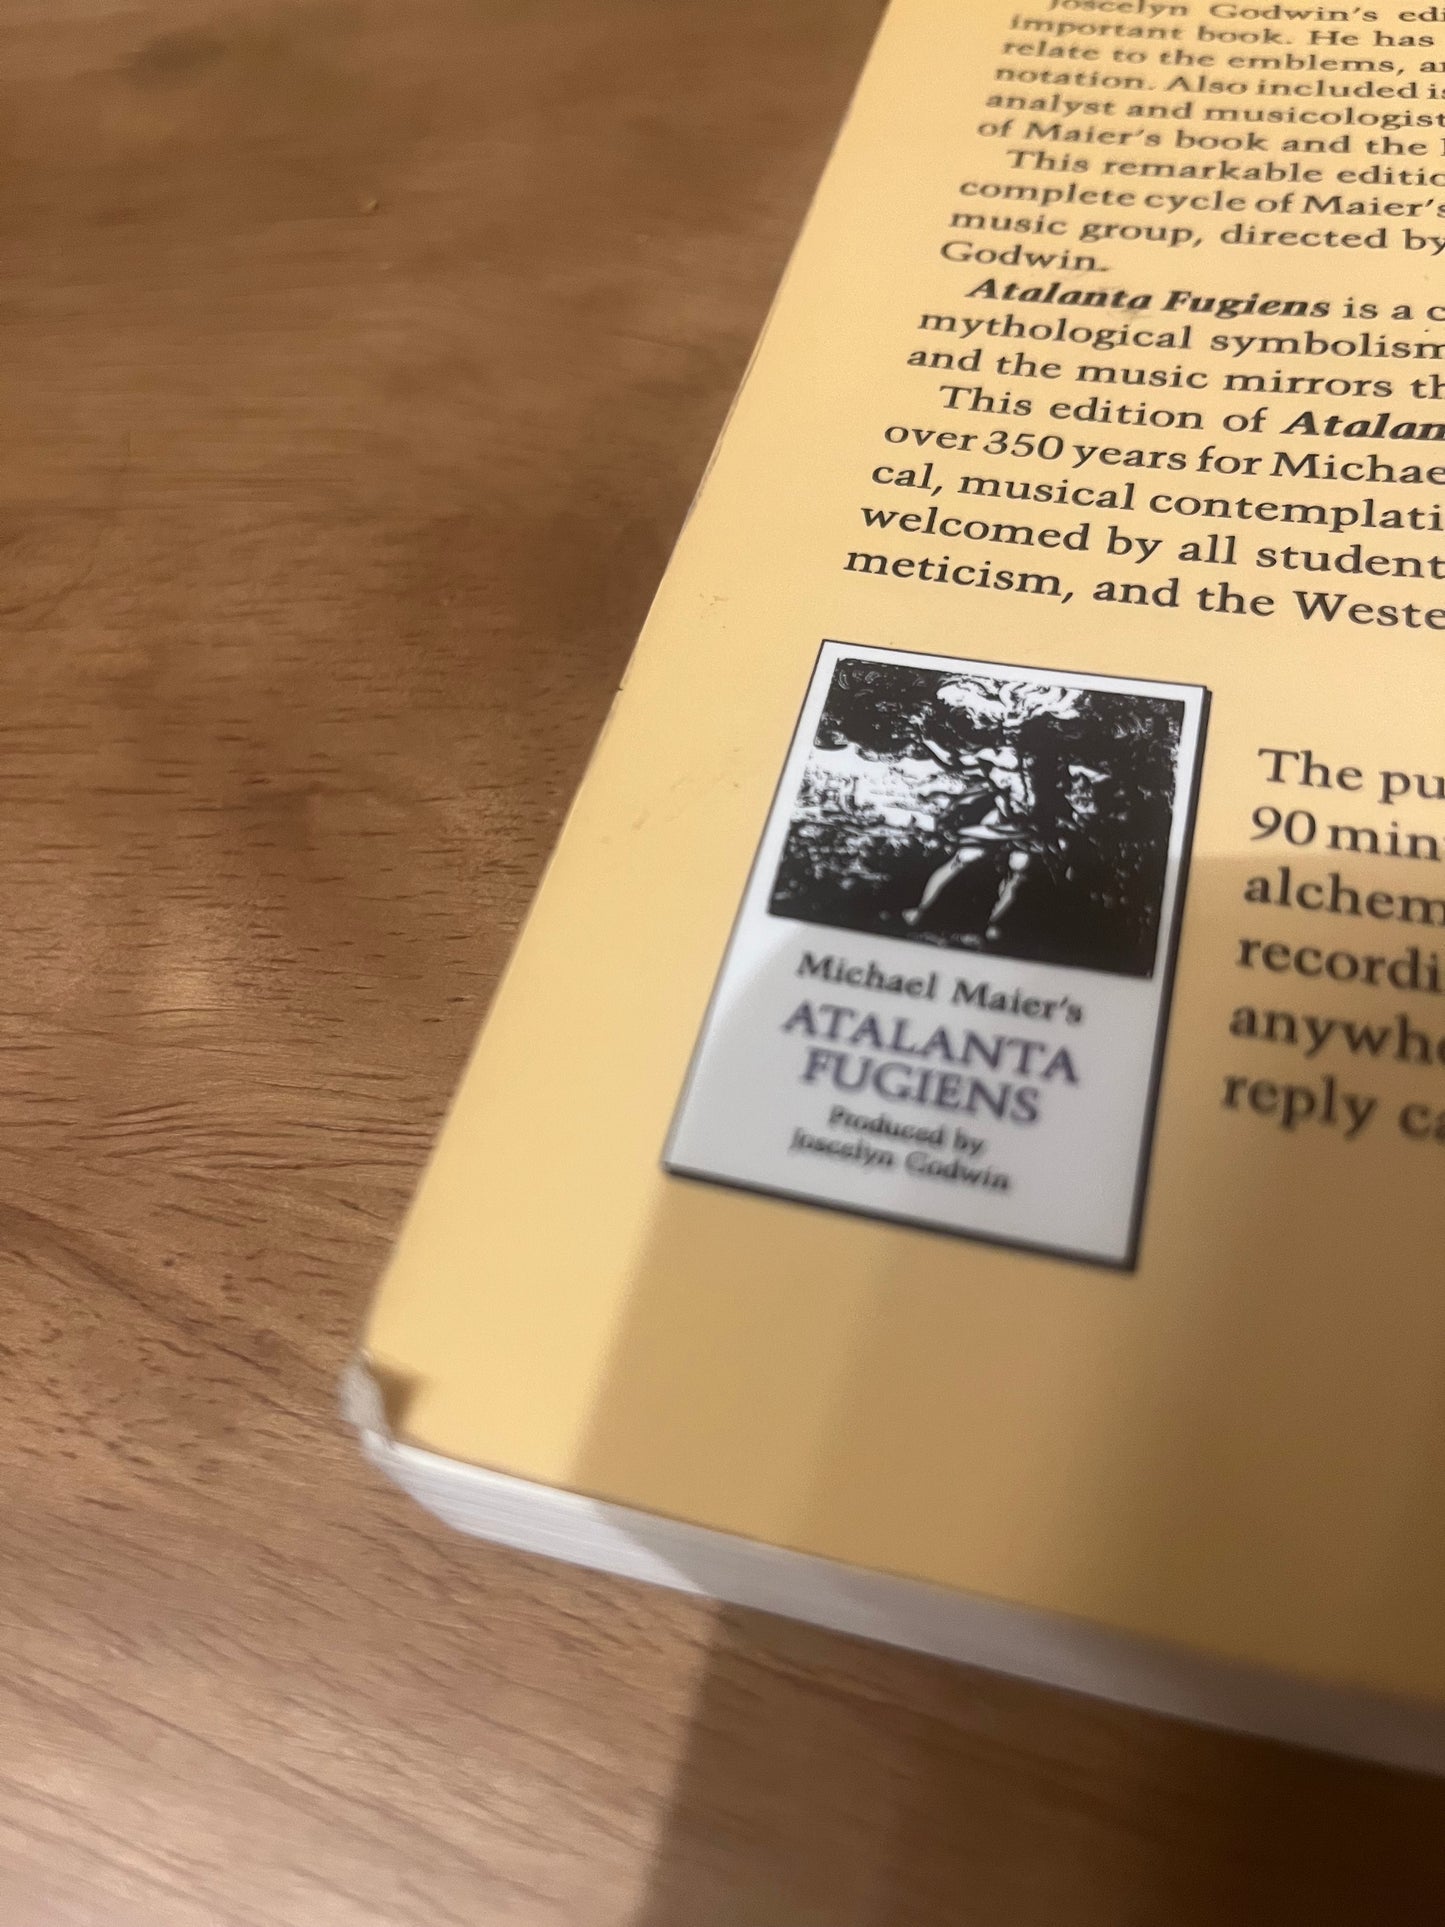 Joscelyn Godwin's edi
important book. He has
relate to the emblems, an
notation. Also included is
analyst and musicologist
of Maier's book and the
This remarkable editio
complete cycle of Maier's
music group, directed by
Godwin.
Atalanta Fugiens is a c
mythological symbolism
and the music mirrors th
This edition of Atalan
over 350 years for Michae
cal, musical contemplati
welcomed by all student
meticism, and the Weste
Michael Maier's
ATALANTA
FUGIENS
Produced by
Joscelyn Godwin
The pu
90 min
alchem
recordi
anywhe
reply ca